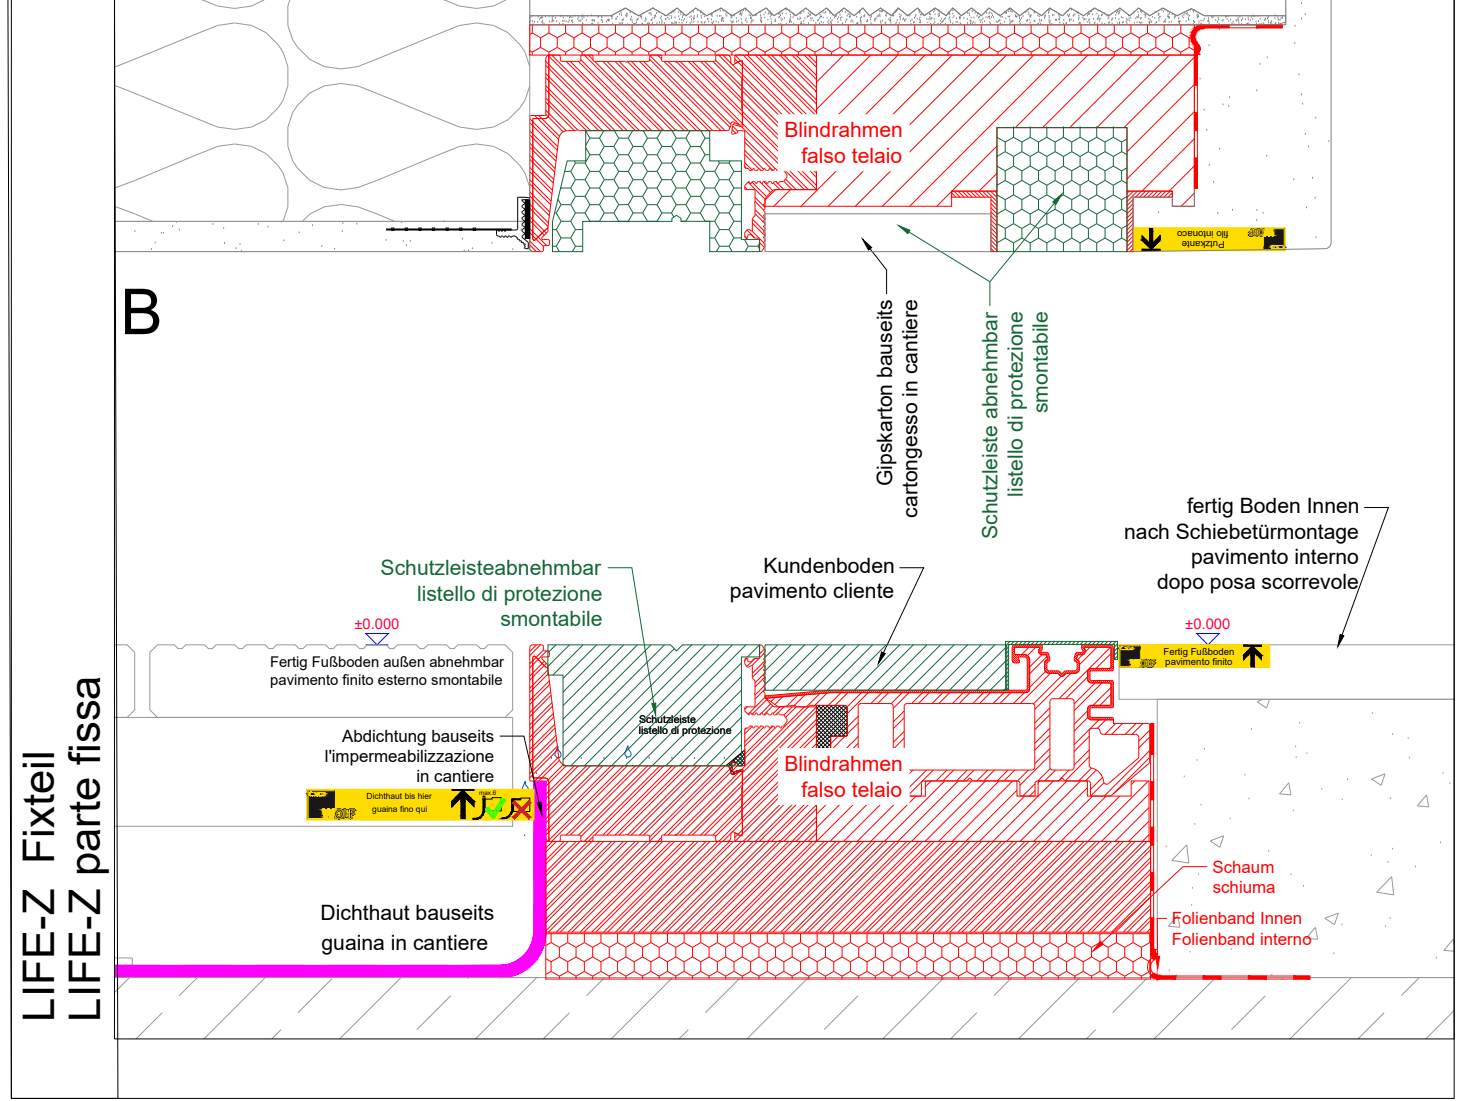 Blindrahmen
falso telaio
Putzkante
filo intonaco
B
Gipskarton bauseits
cartongesso in cantiere
Schutzleiste abnehmbar
listello di protezione
smontabile
fertig Boden Innen
nach Schiebetürmontage
pavimento interno
dopo posa scorrevole
Schutzleisteabnehmbar
listello di protezione
smontabile
Kundenboden
pavimento cliente
±0.000
±0.000
Fertig Fußboden außen abnehmbar
pavimento finito esterno smontabile
Fertig Fußboden
pavimento finito
Schutzleiste
listello di protezione
Abdichtung bauseits
l'impermeabilizzazione
in cantiere
Blindrahmen
falso telaio
Dichthaut bis hier
guaina fino qui
max.6
Schaum
schiuma
Dichthaut bauseits
guaina in cantiere
Folienband Innen
Folienband interno
LIFE-Z Fixteil
LIFE-Z parte fissa